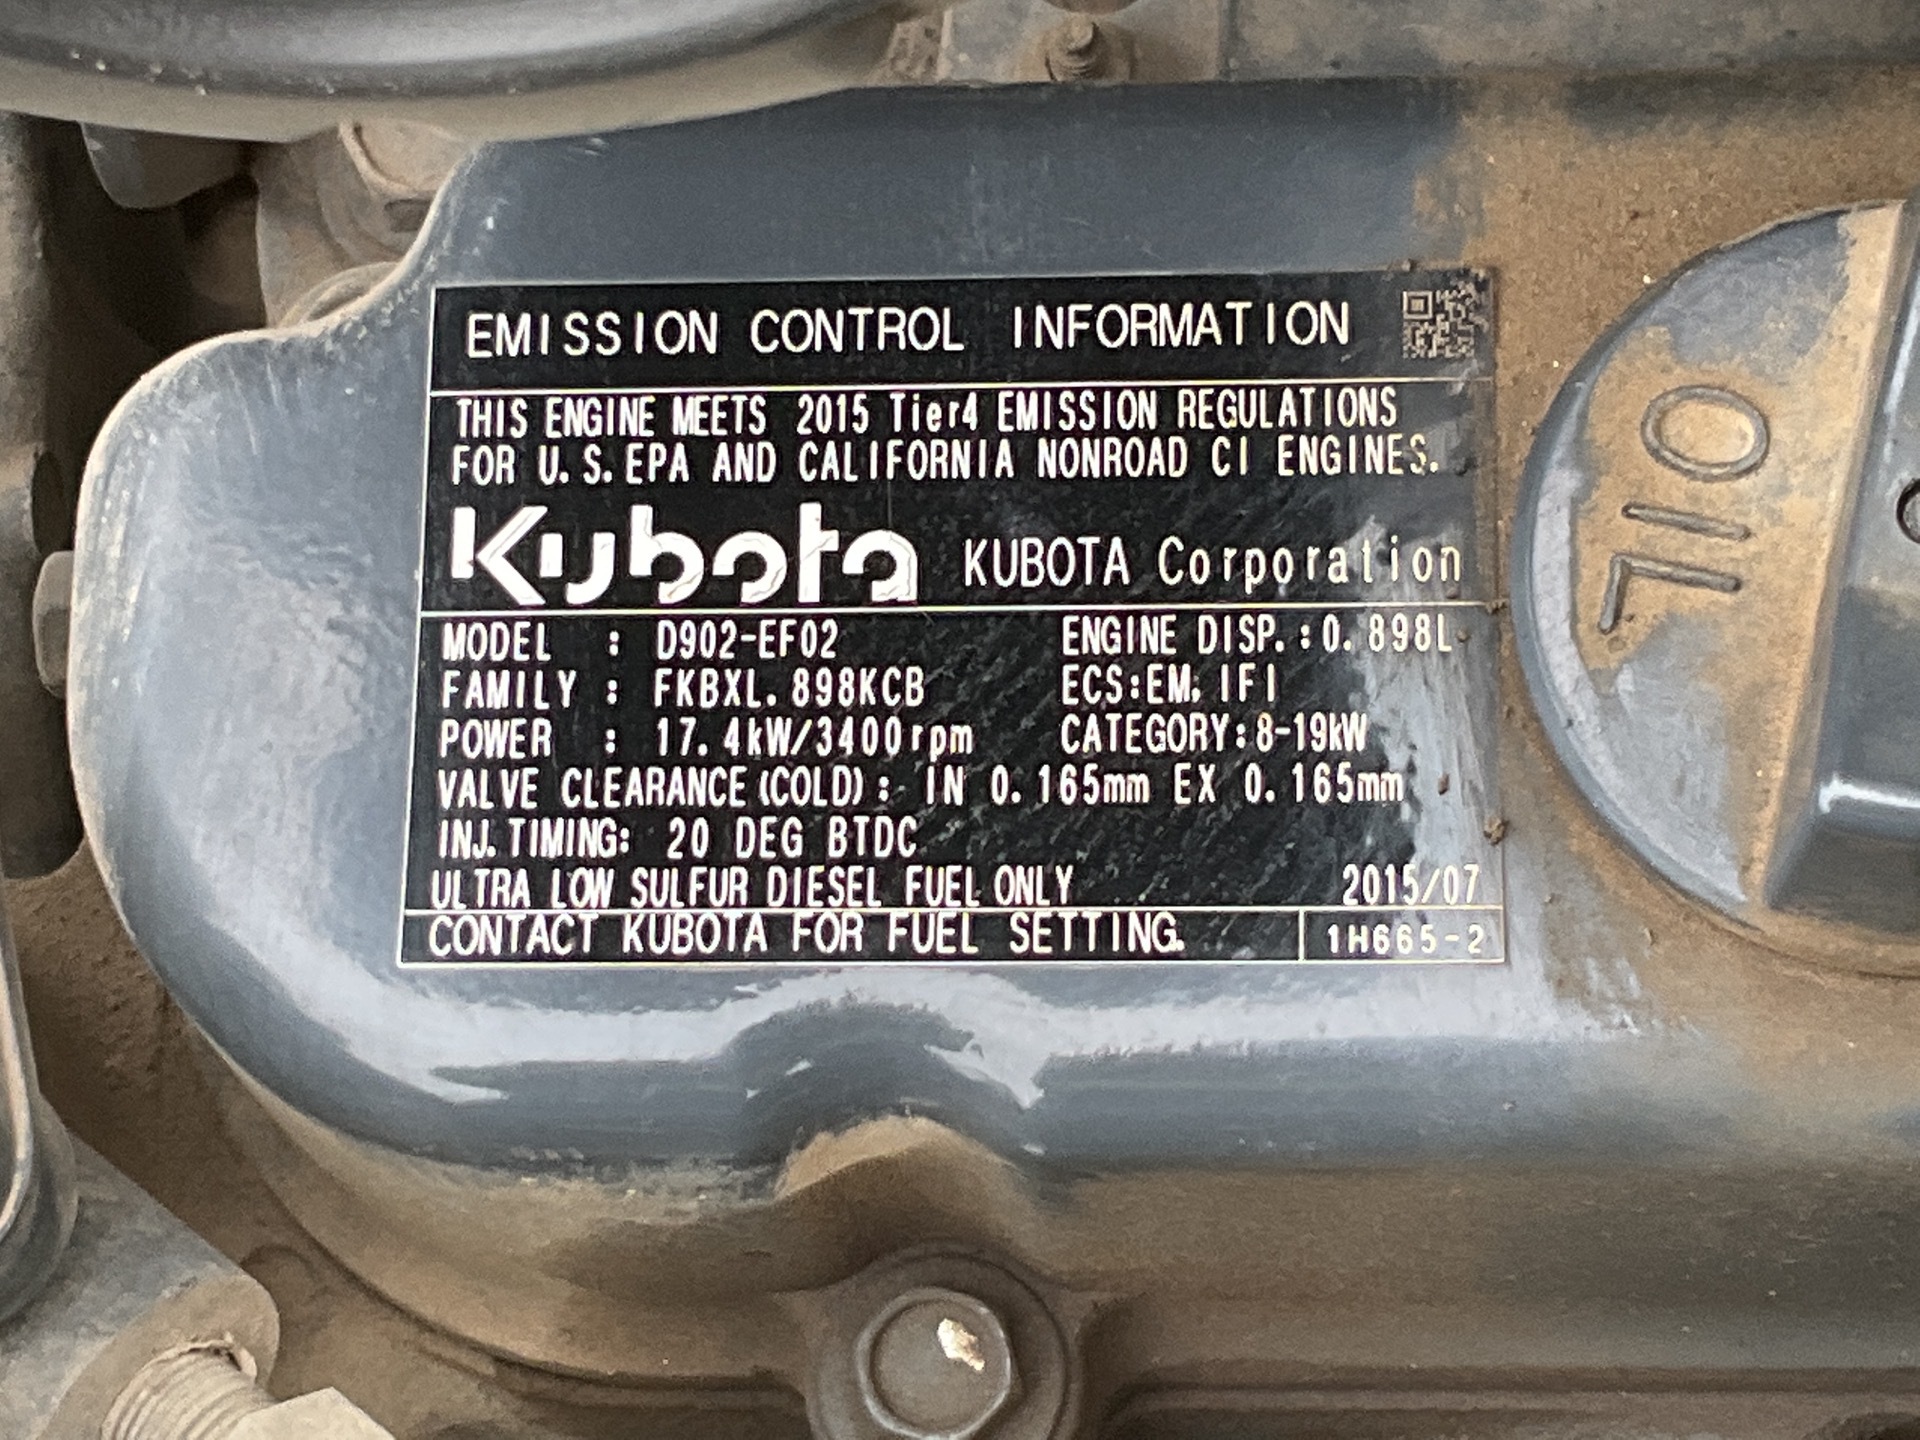 EMISSION CONTROL INFORMATION
THIS ENGINE MEETS 2015 Tier4 EMISSION REGULATIONS
FOR U.S.EPA AND CALIFORNIA NONROAD CI ENGINES.
Kubota KUBOTA Corporation
MODEL : D902-EF02 ENGINE DISP.:0.898L
FAMILY : FKBXL.898KCB ECS:EM, IFI
POWER : 17.4kW/3400rpm CATEGORY:8-19kW
VALVE CLEARANCE(COLD): IN 0.165mm EX 0.165mm
INJ.TIMING: 20 DEG BTDC
ULTRA LOW SULFUR DIESEL FUEL ONLY 2015/07
CONTACT KUBOTA FOR FUEL SETTING. 1H665-2
OIL